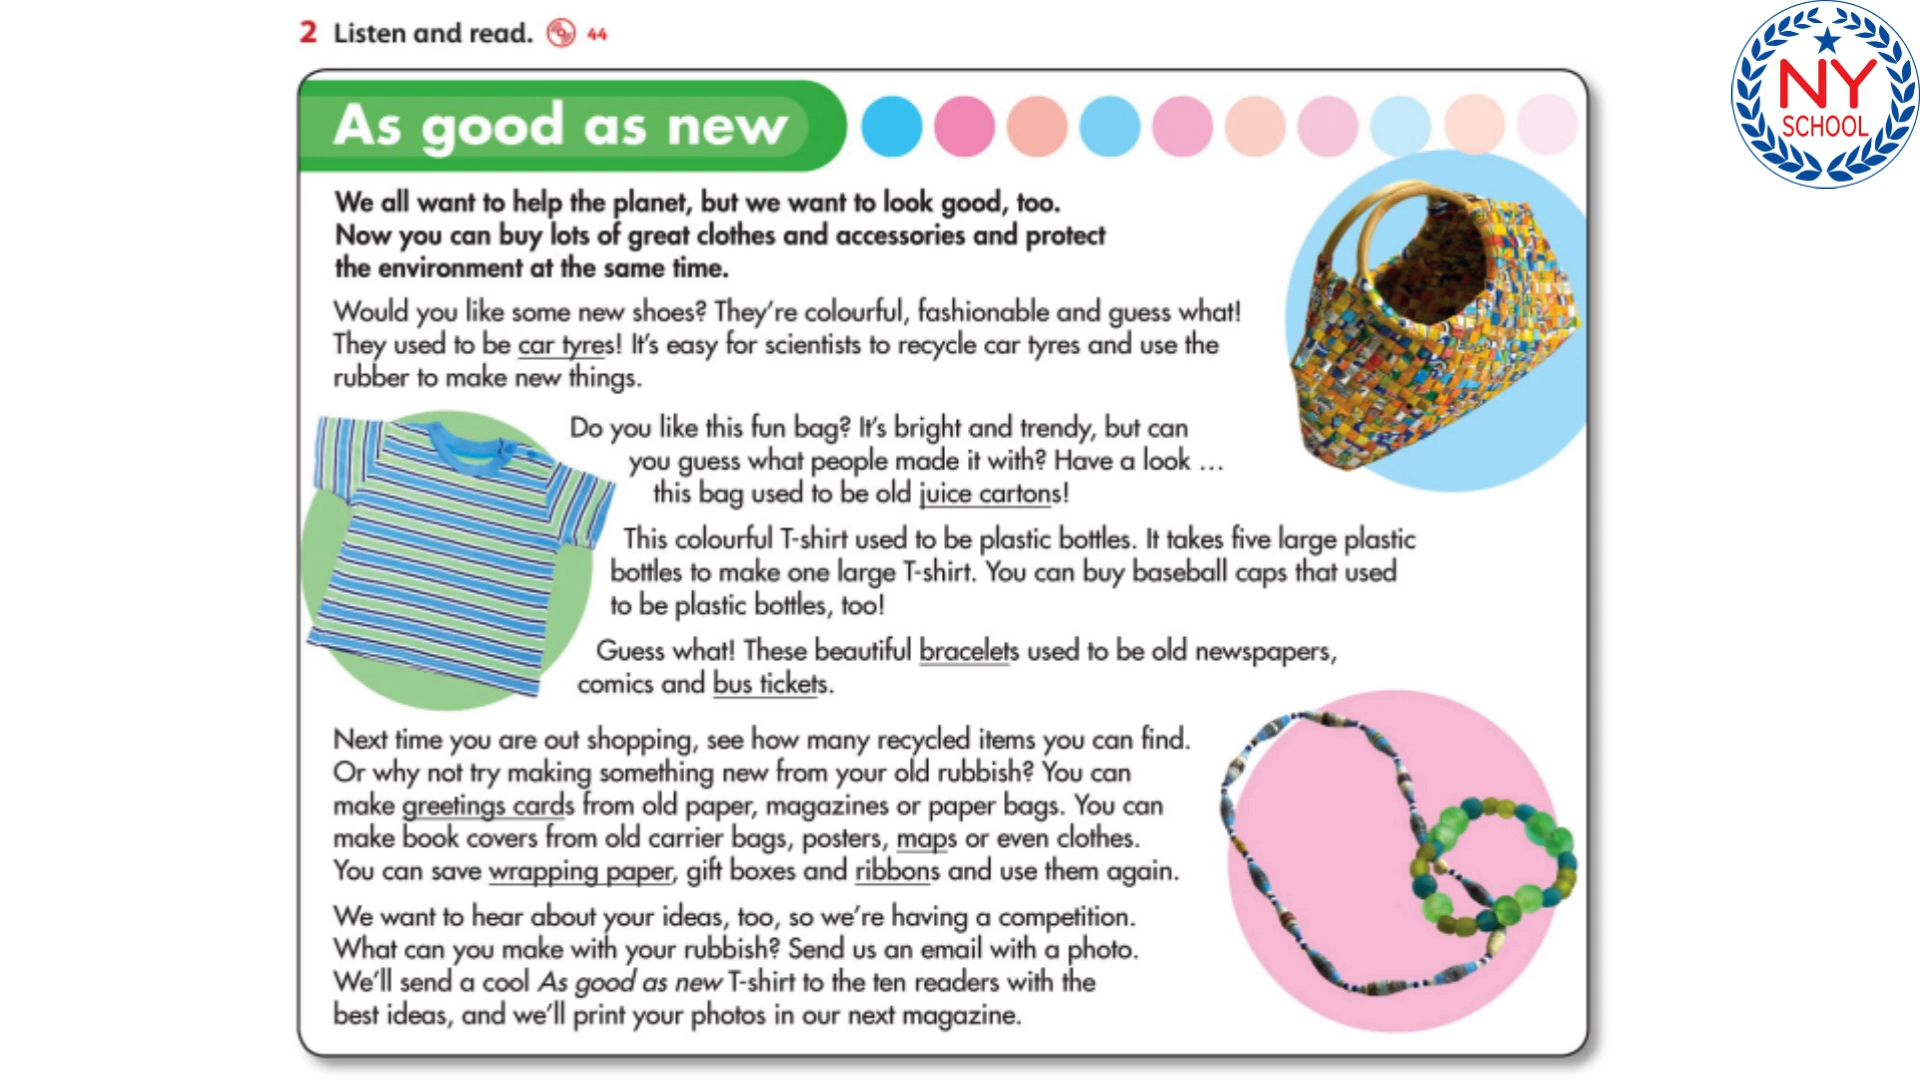 2 Listen and read. 44
NY
SCHOOL
As good as new
We all want to help the planet, but we want to look good, too.
Now you can buy lots of great clothes and accessories and protect
the environment at the same time.
Would you like some new shoes? They're colourful, fashionable and guess what!
They used to be car tyres! It's easy for scientists to recycle car tyres and use the
rubber to make new things.
Do you like this fun bag? It's bright and trendy, but can
you guess what people made it with? Have a look ...
this bag used to be old juice cartons!
This colourful T-shirt used to be plastic bottles. It takes five large plastic
bottles to make one large T-shirt. You can buy baseball caps that used
to be plastic bottles, too!
Guess what! These beautiful bracelets used to be old newspapers,
comics and bus tickets.
Next time you are out shopping, see how many recycled items you can find.
Or why not try making something new from your old rubbish? You can
make greetings cards from old paper, magazines or paper bags. You can
make book covers from old carrier bags, posters, maps or even clothes.
You can save wrapping paper, gift boxes and ribbons and use them again.
We want to hear about your ideas, too, so we're having a competition.
What can you make with your rubbish? Send us an email with a photo.
We'll send a cool As good as new T-shirt to the ten readers with the
best ideas, and we'll print your photos in our next magazine.